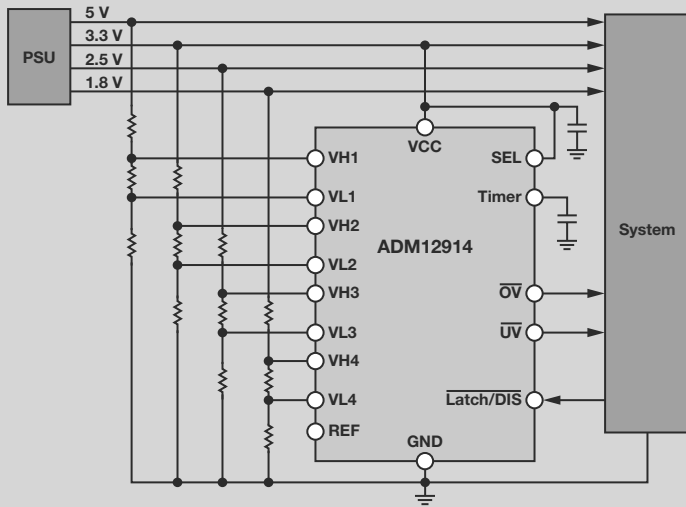 5 V
3.3 V
PSU
2.5 V
1.8 V
VCC
VH1
SEL
VL1
Timer
VH2
System
ADM12914
VL2
VH3
OV
VL3
UV
VH4
VL4
Latch/DIS
REF
GND